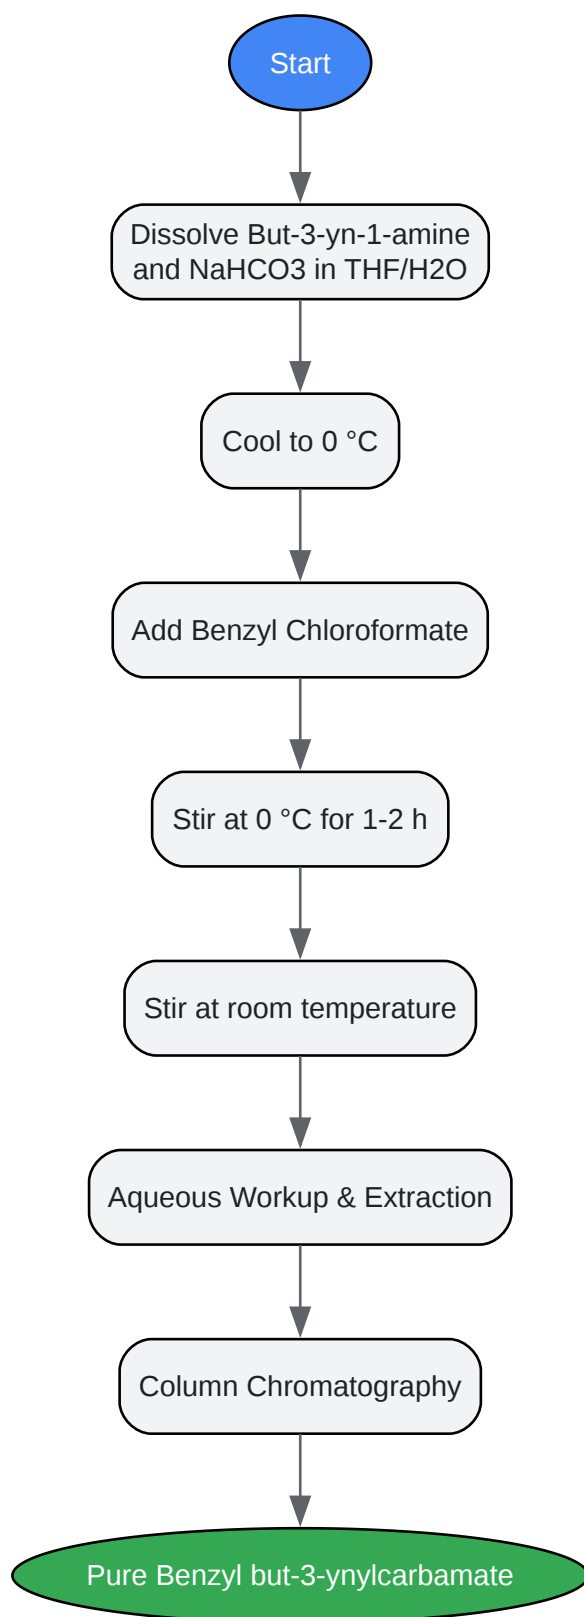 Start
Dissolve But-3-yn-1-amine
and NaHCO3 in THF/H2O
Cool to 0 °C
Add Benzyl Chloroformate
Stir at 0 °C for 1-2 h
Stir at room temperature
Aqueous Workup & Extraction
Column Chromatography
Pure Benzyl but-3-ynylcarbamate